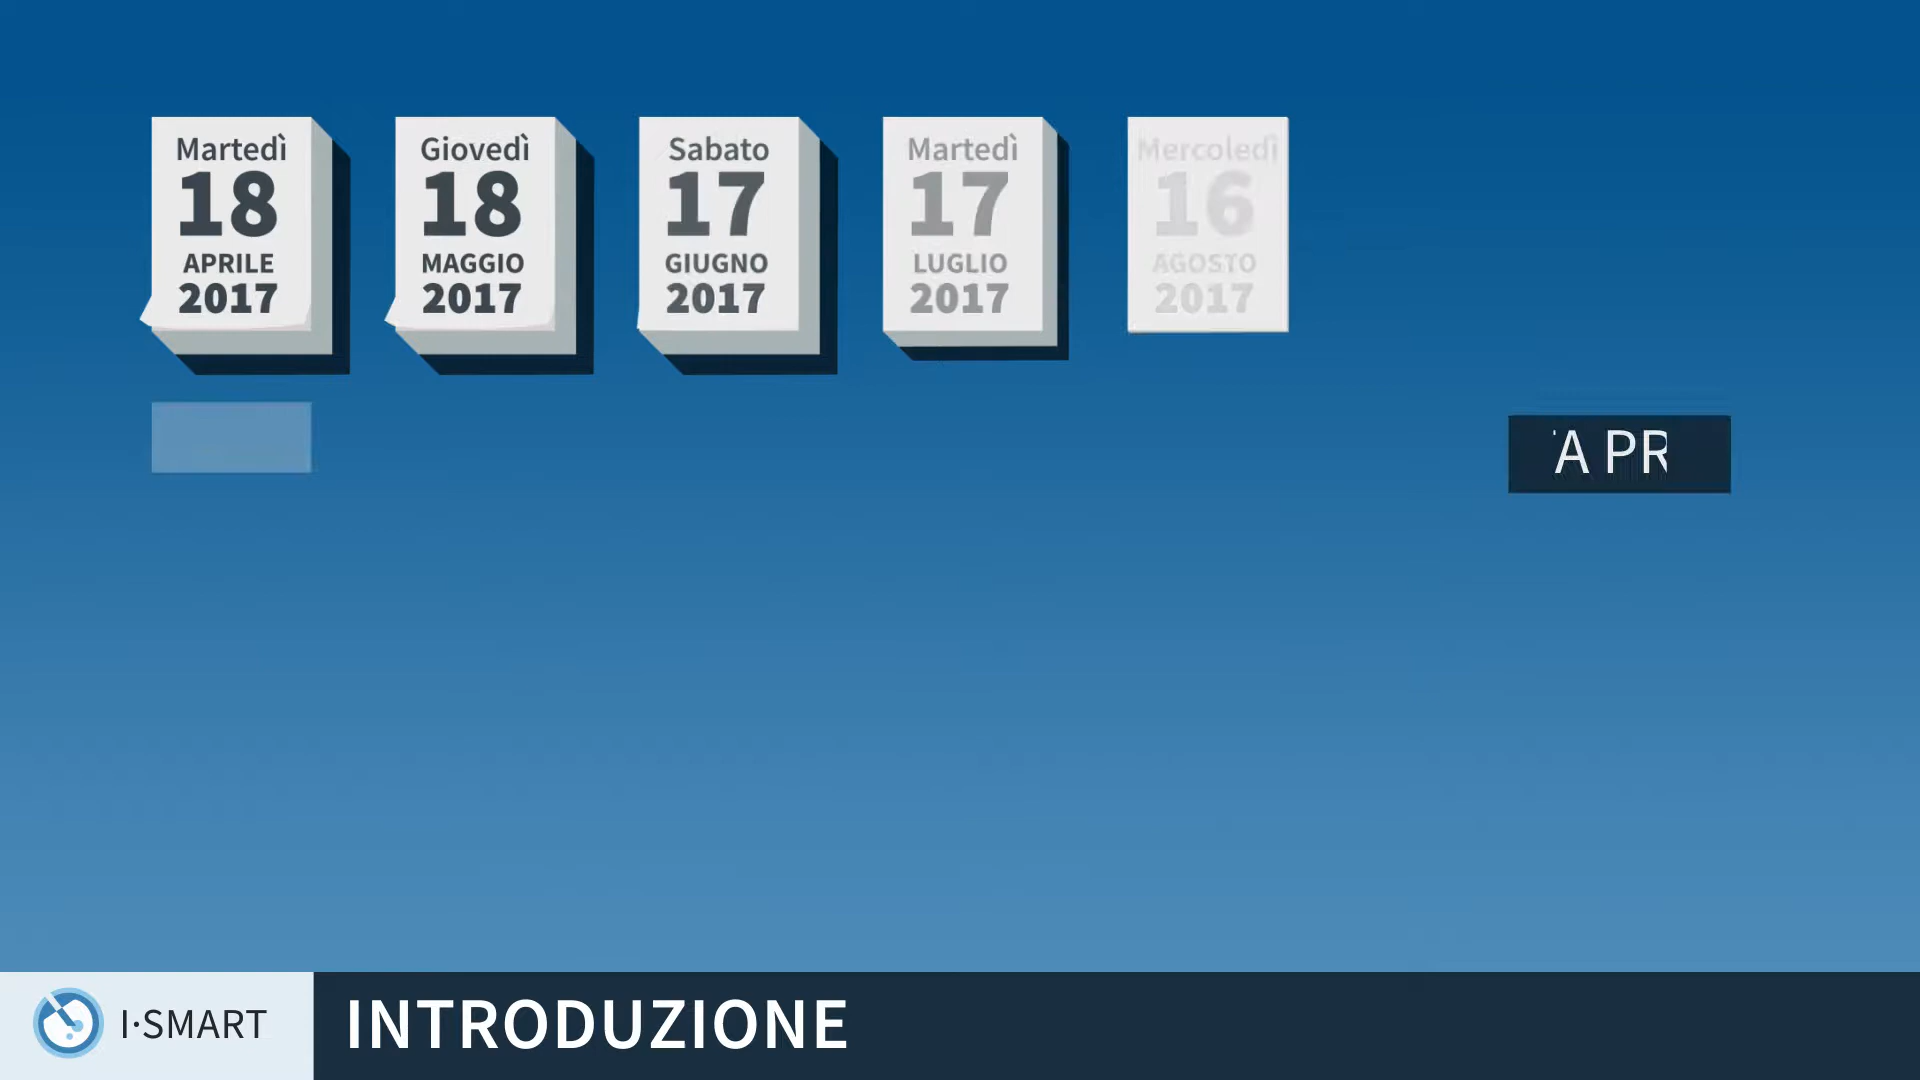 Martedì
18
APRILE
2017
Giovedì
18
MAGGIO
2017
Sabato
17
GIUGNO
2017
Martedì
17
LUGLIO
2017
Mercoledì
16
AGOSTO
2017
A PR
I·SMART
INTRODUZIONE